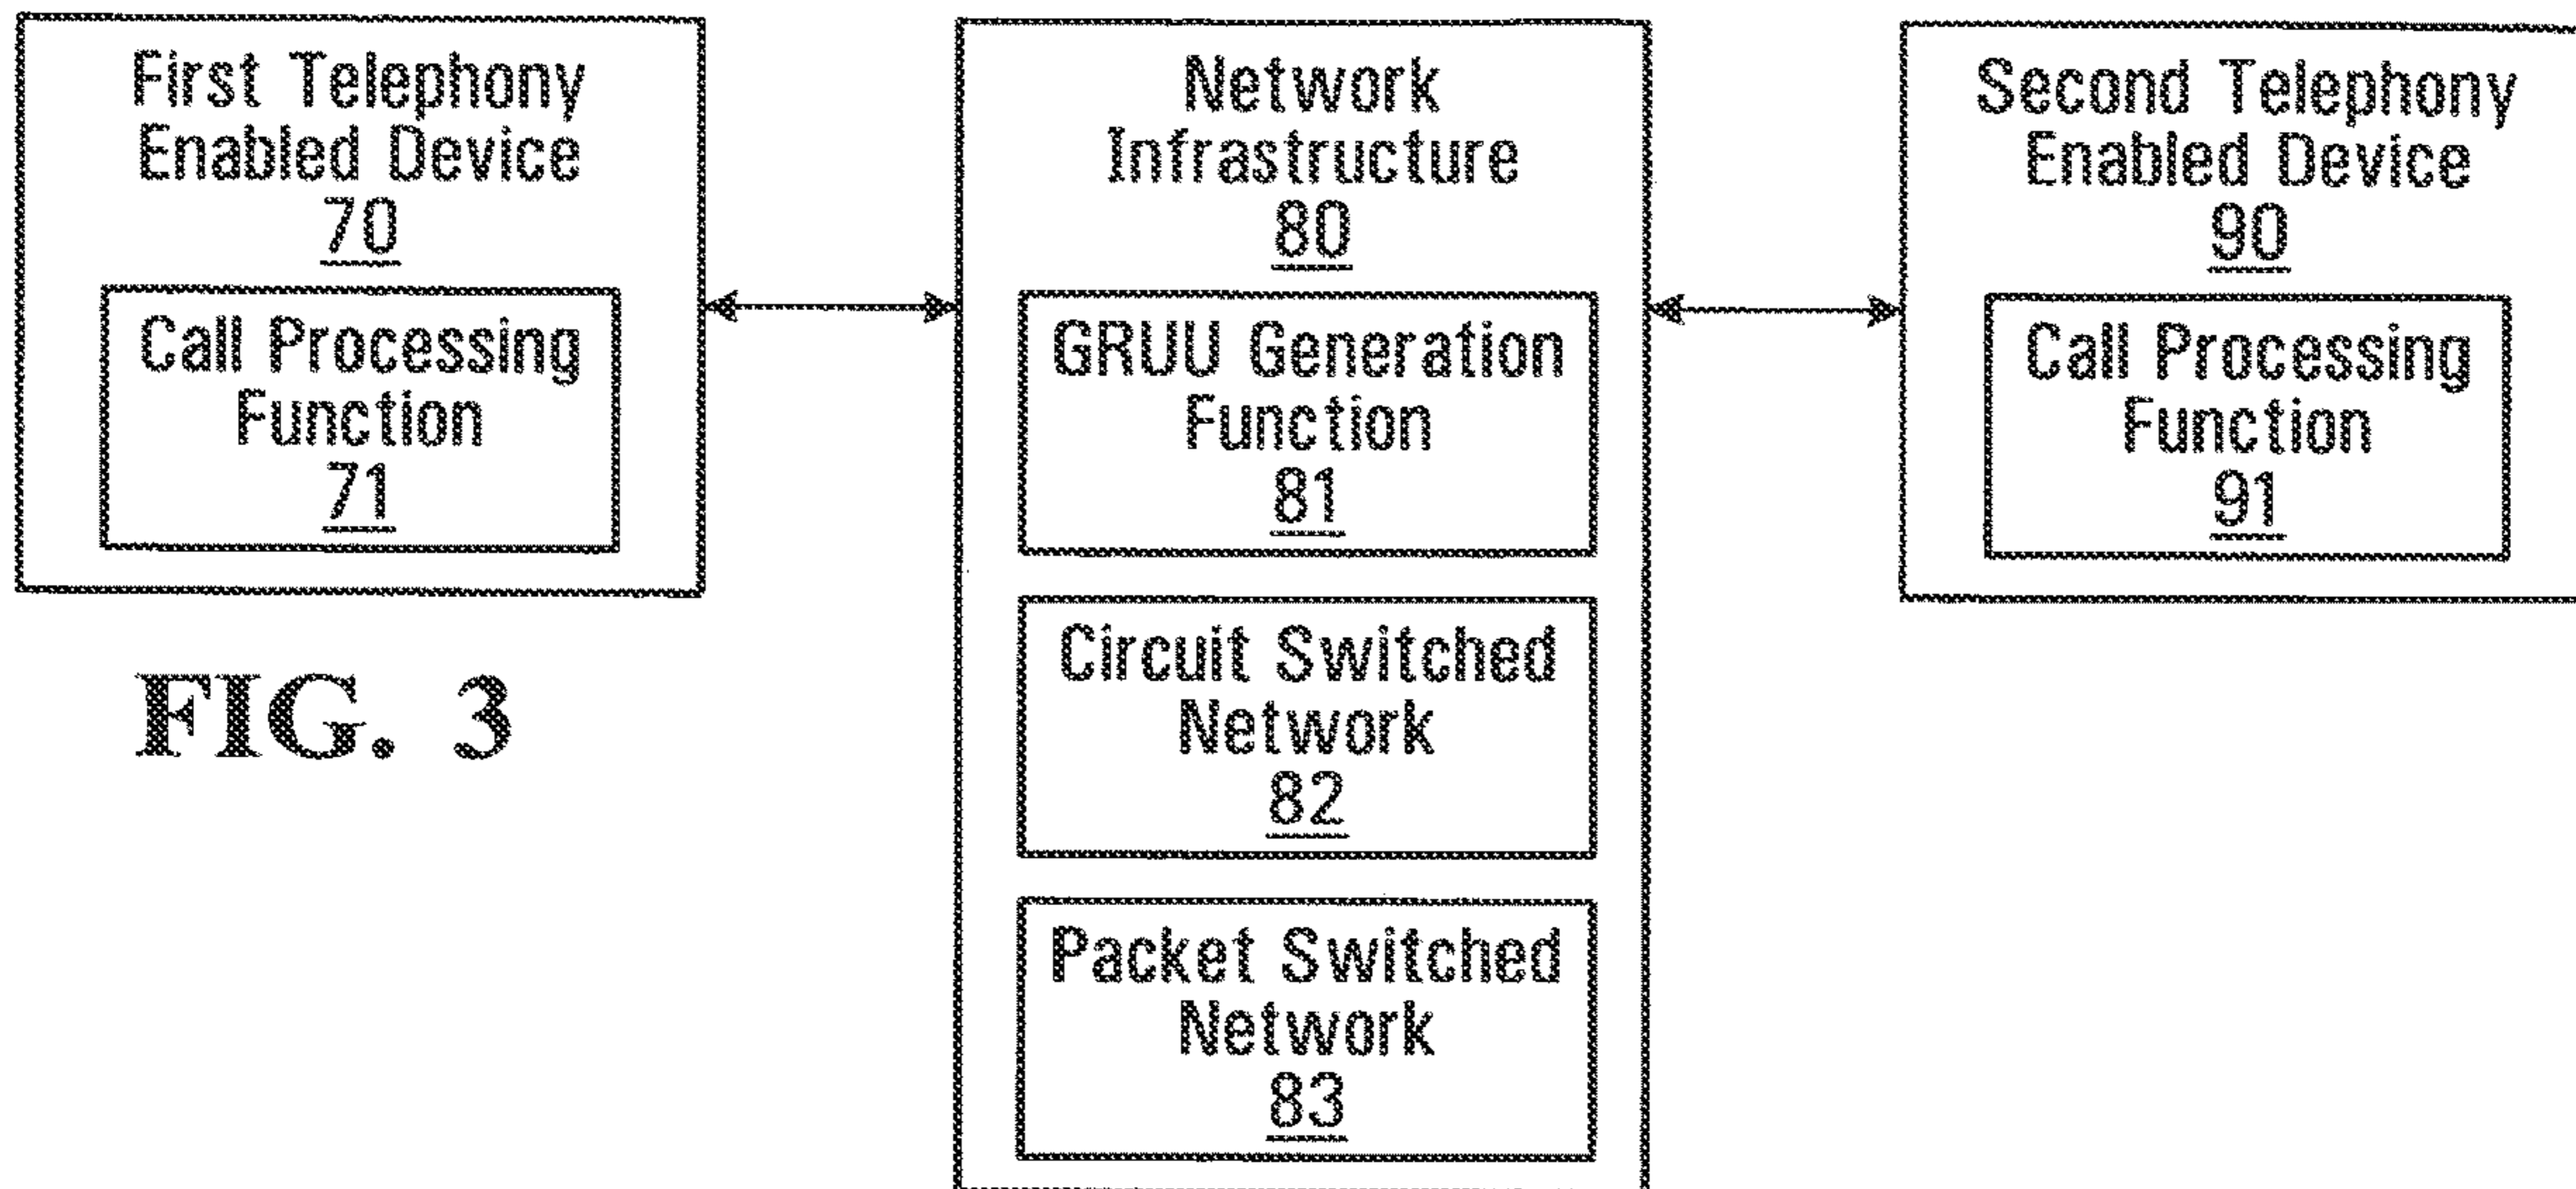 First Telephony
Enabled Device
70
Call Processing
Function
71
FIG. 3
Network
Infrastructure
80
GRUU Generation
Function
81
Circuit Switched
Network
82
Packet Switched
Network
83
Second Telephony
Enabled Device
90
Call Processing
Function
91